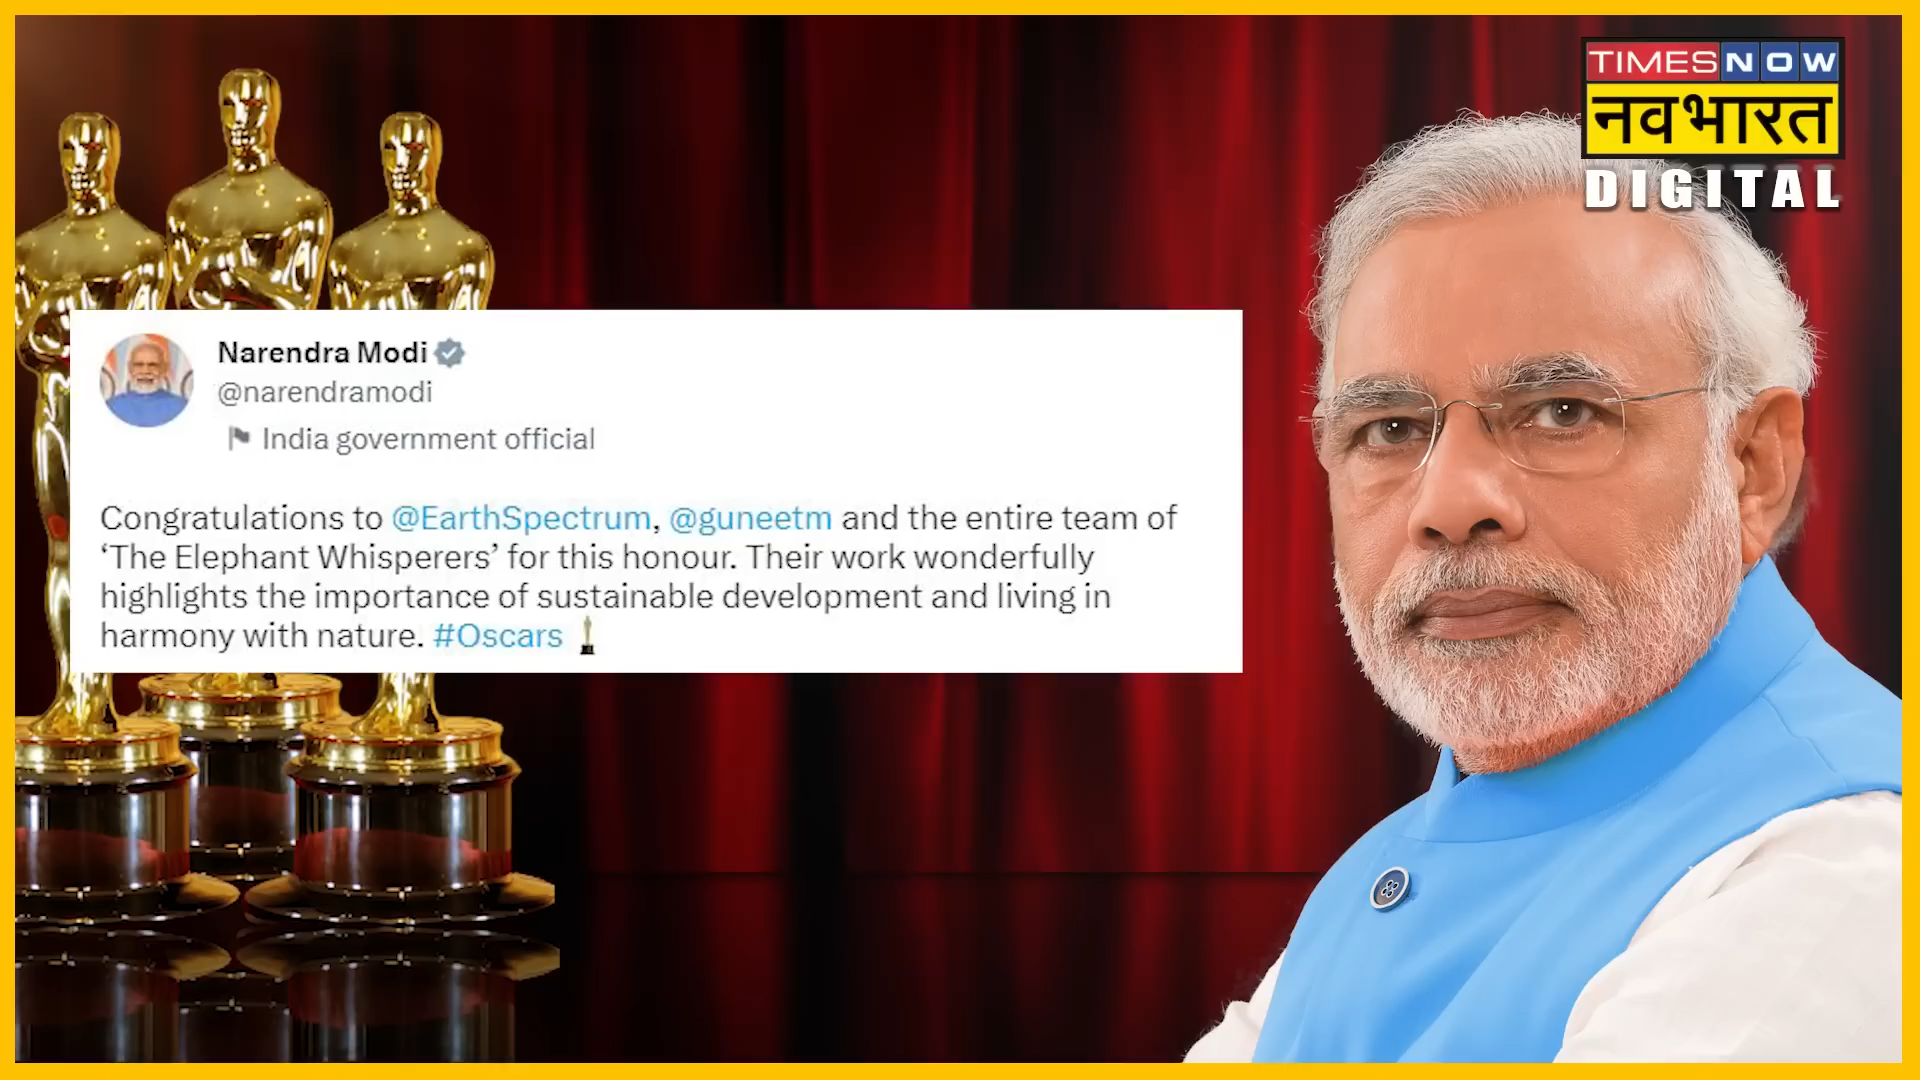 TIMES NOW
नवभारत
DIGITAL
Narendra Modi
@narendramodi
India government official
Congratulations to @EarthSpectrum, @guneetm and the entire team of
‘The Elephant Whisperers’ for this honour. Their work wonderfully
highlights the importance of sustainable development and living in
harmony with nature. #Oscars